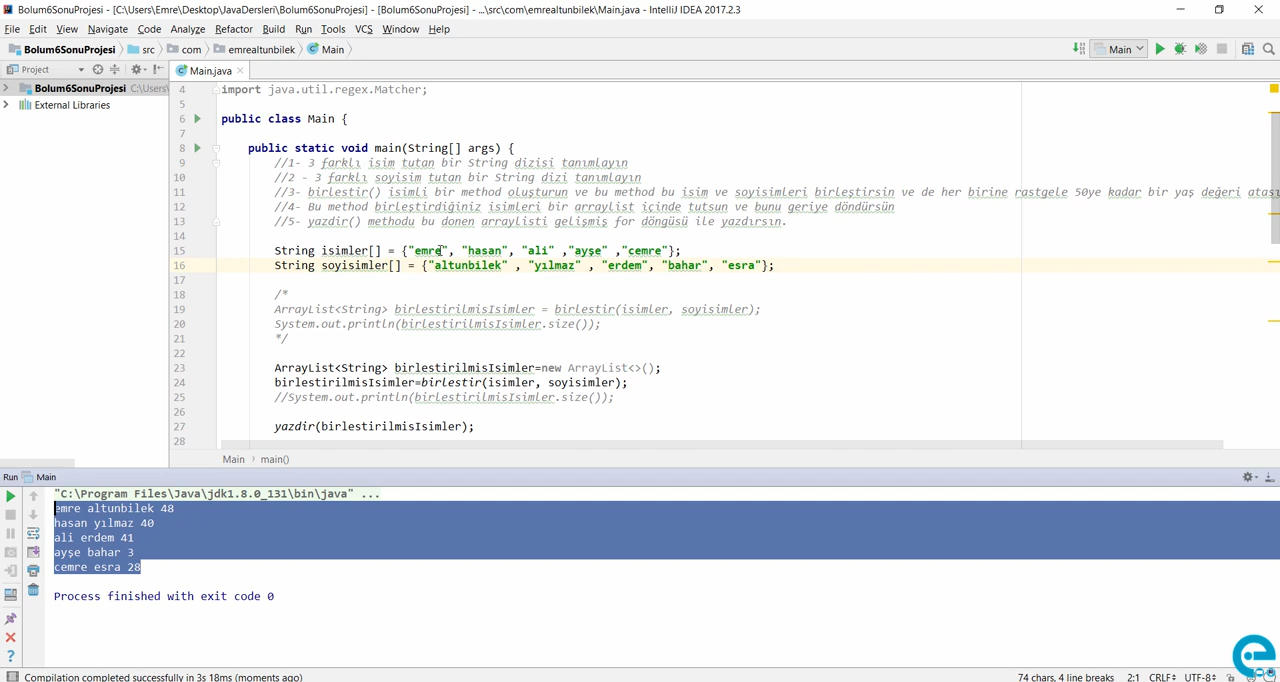 Bolum6SonuProjesi - [C:\Users\Emre\Desktop\JavaDersleri\Bolum6SonuProjesi] - [Bolum6SonuProjesi] - ...\src\com\emrealtunbilek\Main.java - IntelliJ IDEA 2017.2.3
File Edit View Navigate Code Analyze Refactor Build Run Tools VCS Window Help
Bolum6SonuProjesi src com emrealtunbilek Main Main
Project Main.java
Bolum6SonuProjesi C:\Users\
External Libraries
4 import java.util.regex.Matcher;
5
6 public class Main {
7
8 public static void main(String[] args) {
9 //1- 3 farklı isim tutan bir String dizisi tanımlayın
10 //2 - 3 farklı soyisim tutan bir String dizi tanımlayın
11 //3- birlestir() isimli bir method oluşturun ve bu method bu isim ve soyisimleri birleştirsin ve de her birine rastgele 50ye kadar bir yaş değeri atası
12 //4- Bu method birleştirdiğiniz isimleri bir arraylist içinde tutsun ve bunu geriye döndürsün
13 //5- yazdir() methodu bu donen arraylisti gelişmiş for döngüsü ile yazdırsın.
14
15 String isimler[] = {"emre", "hasan", "ali" ,"ayşe" ,"cemre"};
16 String soyisimler[] = {"altunbilek" , "yılmaz" , "erdem", "bahar", "esra"};
17
18 /*
19 ArrayList<String> birlestirilmisIsimler = birlestir(isimler, soyisimler);
20 System.out.println(birlestirilmisIsimler.size());
21 */
22
23 ArrayList<String> birlestirilmisIsimler=new ArrayList<>();
24 birlestirilmisIsimler=birlestir(isimler, soyisimler);
25 //System.out.println(birlestirilmisIsimler.size());
26
27 yazdir(birlestirilmisIsimler);
28
Main main()
Run Main
"C:\Program Files\Java\jdk1.8.0_131\bin\java" ...
emre altunbilek 48
hasan yılmaz 40
ali erdem 41
ayşe bahar 3
cemre esra 28
Process finished with exit code 0
Compilation completed successfully in 3s 18ms (moments ago) 74 chars, 4 line breaks 2:1 CRLF UTF-8